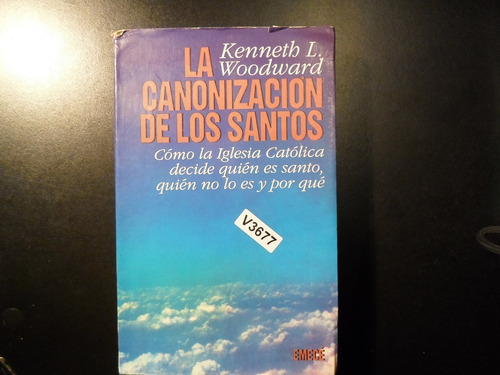 Kenneth L.
Woodward
LA
CANONIZACION
DE LOS SANTOS
Cómo la Iglesia Católica
decide quién es santo,
quién no lo es y por qué
V3677
EMECÉ